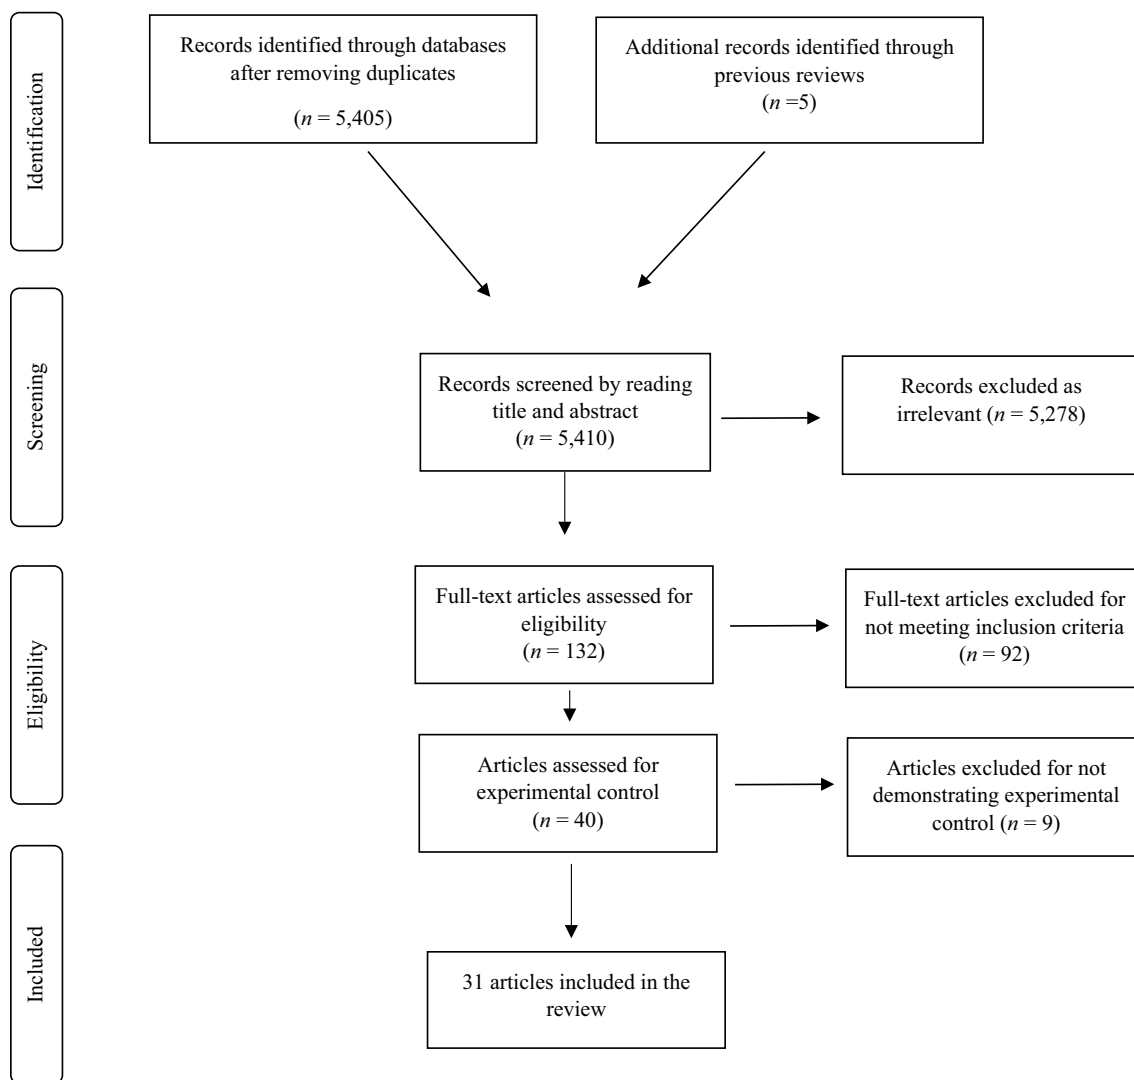 Identification
Records identified through databases
after removing duplicates
(n = 5,405)
Additional records identified through
previous reviews
(n =5)
Screening
Records screened by reading
title and abstract
(n = 5,410)
Records excluded as
irrelevant (n = 5,278)
Eligibility
Full-text articles assessed for
eligibility
(n = 132)
Full-text articles excluded for
not meeting inclusion criteria
(n = 92)
Articles assessed for
experimental control
(n = 40)
Articles excluded for not
demonstrating experimental
control (n = 9)
Included
31 articles included in the
review